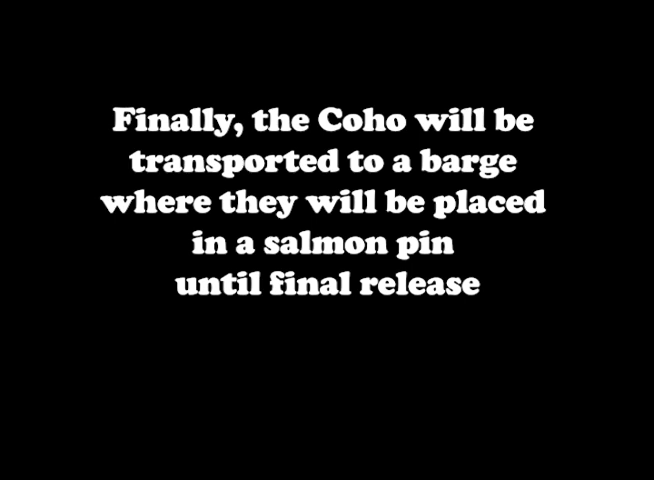 Finally, the Coho will be
transported to a barge
where they will be placed
in a salmon pin
until final release